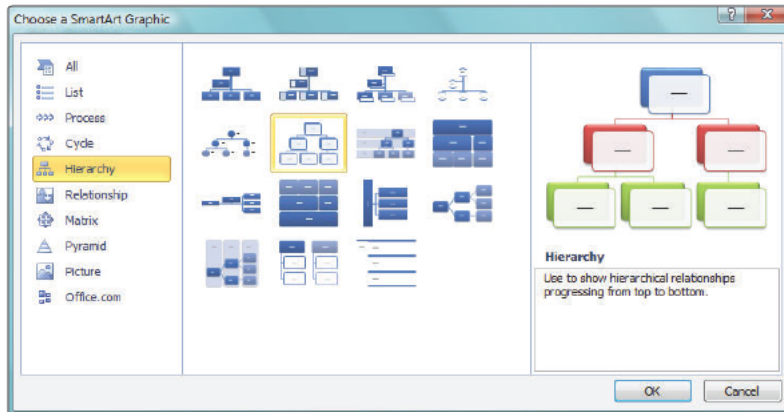 Choose a SmartArt Graphic
All
List
Process
Cycle
Hierarchy
Relationship
Matrix
Pyramid
Picture
Office.com
Hierarchy
Use to show hierarchical relationships
progressing from top to bottom.
OK
Cancel